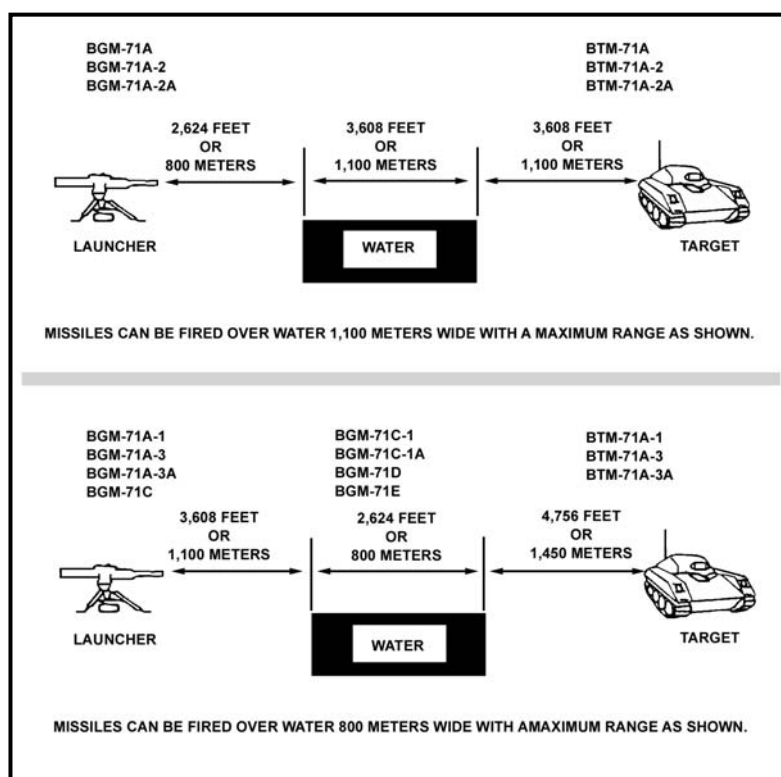 BGM-71A
BGM-71A-2
BGM-71A-2A
BTM-71A
BTM-71A-2
BTM-71A-2A
2,624 FEET
OR
800 METERS
3,608 FEET
OR
1,100 METERS
3,608 FEET
OR
1,100 METERS
LAUNCHER
WATER
TARGET
MISSILES CAN BE FIRED OVER WATER 1,100 METERS WIDE WITH A MAXIMUM RANGE AS SHOWN.
BGM-71A-1
BGM-71A-3
BGM-71A-3A
BGM-71C
BGM-71C-1
BGM-71C-1A
BGM-71D
BGM-71E
BTM-71A-1
BTM-71A-3
BTM-71A-3A
3,608 FEET
OR
1,100 METERS
2,624 FEET
OR
800 METERS
4,756 FEET
OR
1,450 METERS
LAUNCHER
WATER
TARGET
MISSILES CAN BE FIRED OVER WATER 800 METERS WIDE WITH AMAXIMUM RANGE AS SHOWN.